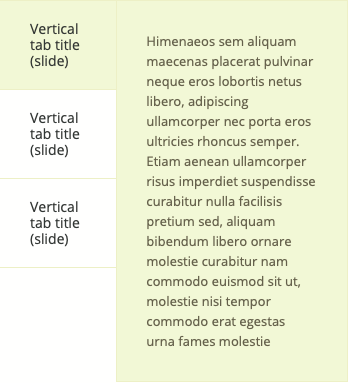 Vertical
tab title
(slide)
Vertical
tab title
(slide)
Vertical
tab title
(slide)
Himenaeos sem aliquam
maecenas placerat pulvinar
neque eros lobortis netus
libero, adipiscing
ullamcorper nec porta eros
ultricies rhoncus semper.
Etiam aenean ullamcorper
risus imperdiet suspendisse
curabitur nulla facilisis
pretium sed, aliquam
bibendum libero ornare
molestie curabitur nam
commodo euismod sit ut,
molestie nisi tempor
commodo erat egestas
urna fames molestie